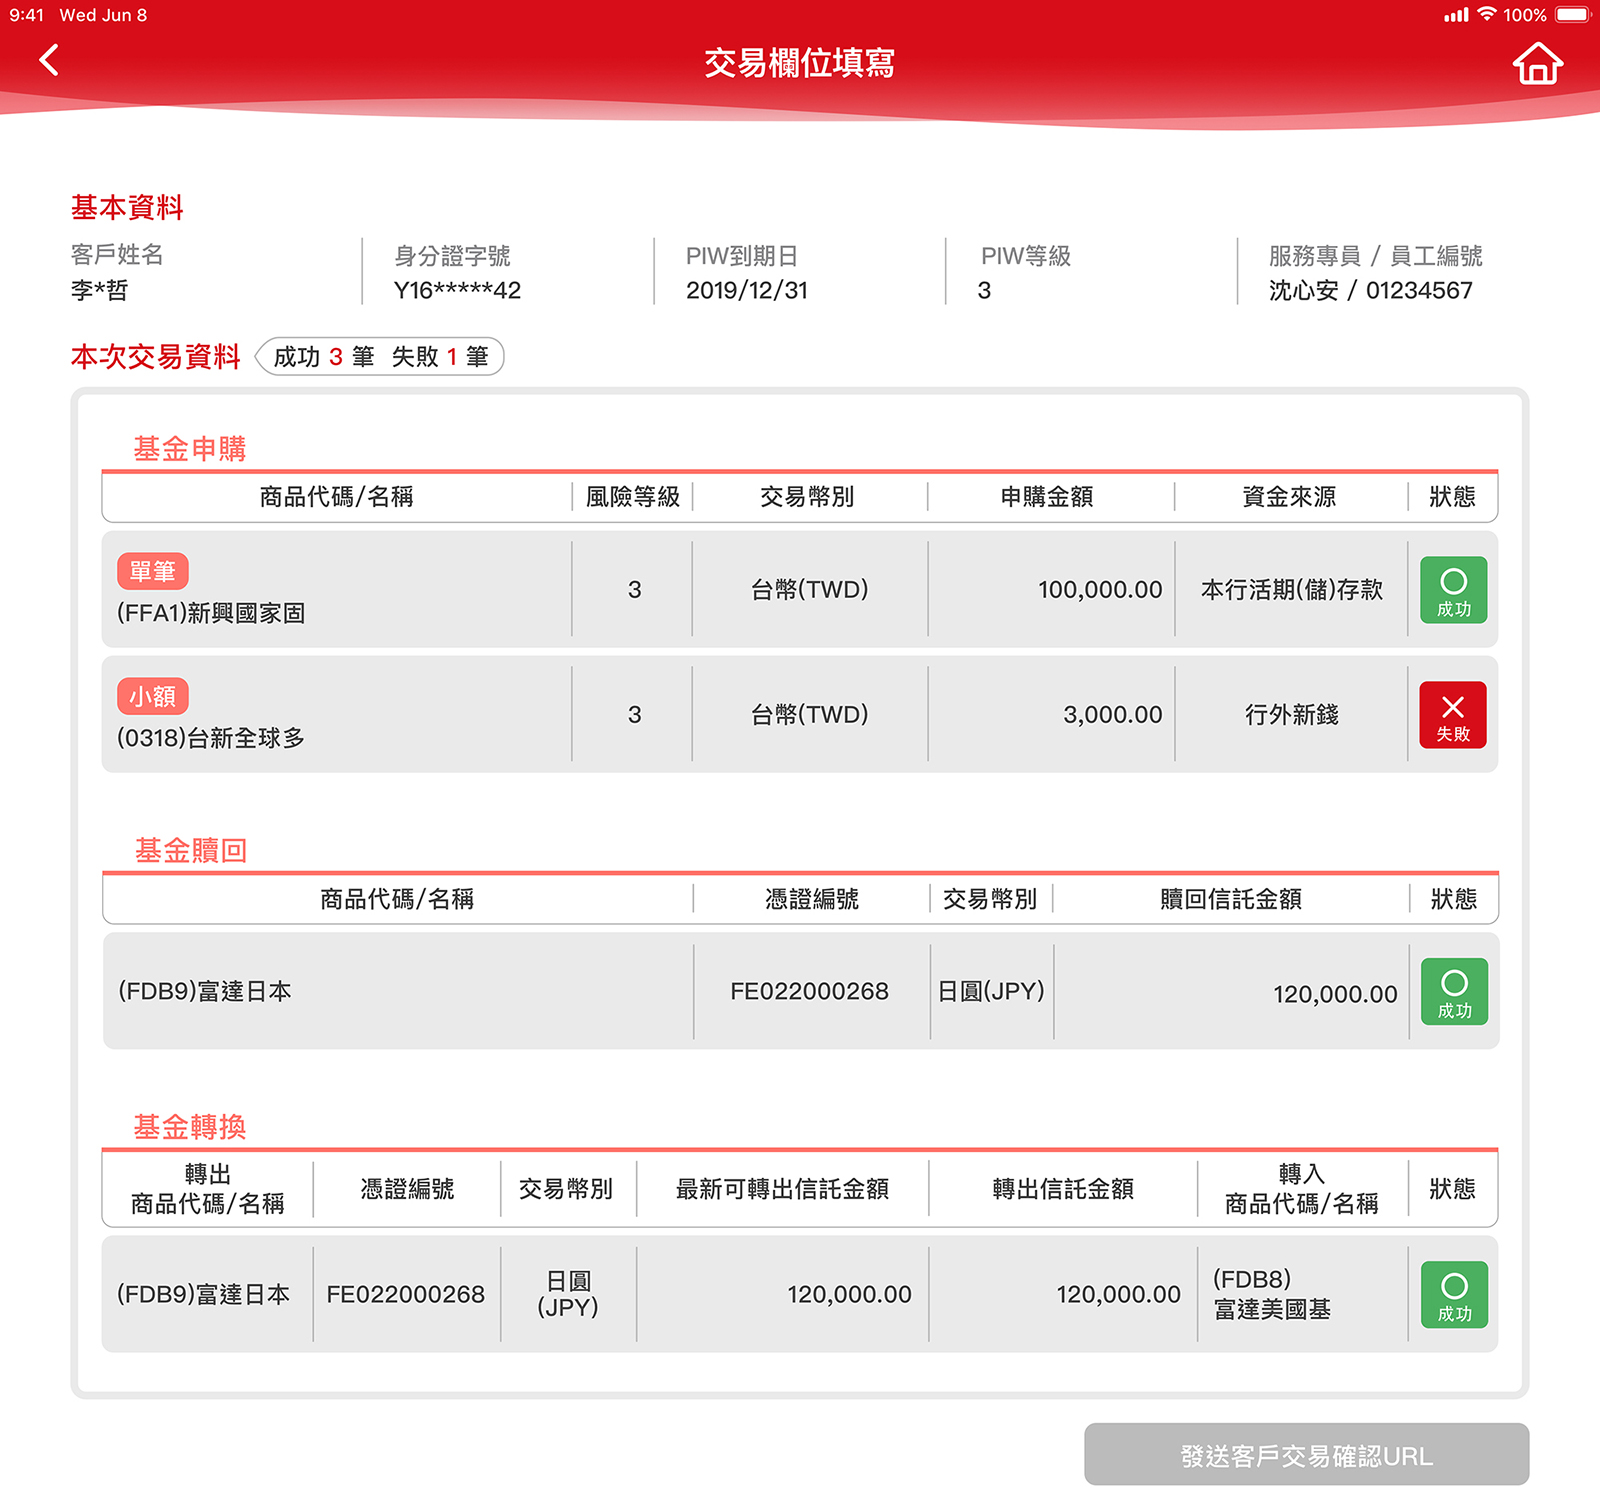 9:41 Wed Jun 8
100%
交易欄位填寫
基本資料
客戶姓名
李*哲
身分證字號
Y16*****42
PIW到期日
2019/12/31
PIW等級
3
服務專員 / 員工編號
沈心安 / 01234567
本次交易資料 成功 3 筆 失敗 1 筆
基金申購
商品代碼/名稱 風險等級 交易幣別 申購金額 資金來源 狀態
單筆
(FFA1)新興國家固 3 台幣(TWD) 100,000.00 本行活期(儲)存款 成功
小額
(0318)台新全球多 3 台幣(TWD) 3,000.00 行外新錢 失敗
基金贖回
商品代碼/名稱 憑證編號 交易幣別 贖回信託金額 狀態
(FDB9)富達日本 FE022000268 日圓(JPY) 120,000.00 成功
基金轉換
轉出
商品代碼/名稱
憑證編號 交易幣別 最新可轉出信託金額 轉出信託金額
轉入
商品代碼/名稱
狀態
(FDB9)富達日本 FE022000268
日圓
(JPY)
120,000.00 120,000.00
(FDB8)
富達美國基
成功
發送客戶交易確認URL